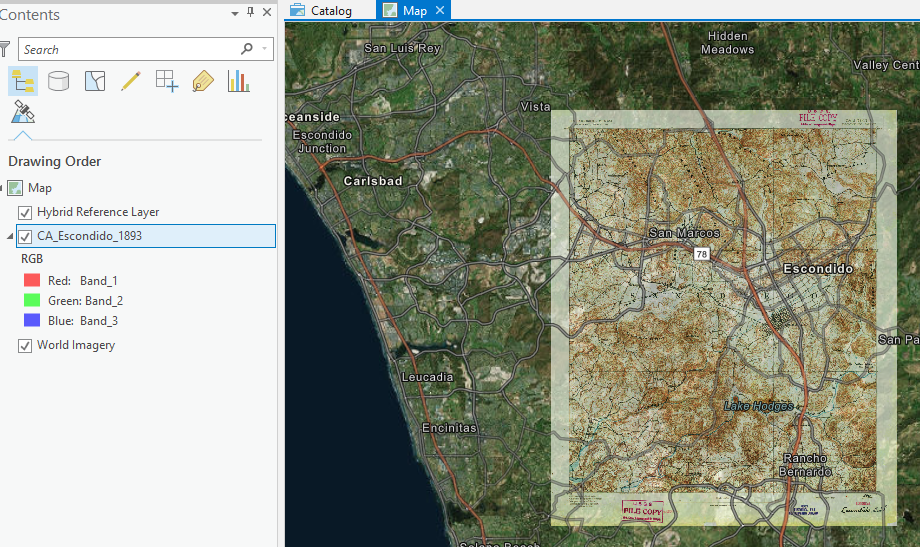 Contents
Search
Drawing Order
Map
Hybrid Reference Layer
CA_Escondido_1893
RGB
Red: Band_1
Green: Band_2
Blue: Band_3
World Imagery
Catalog
Map
San Luis Rey
Hidden
Meadows
Valley Cent
Vista
ceanside
Escondido
Junction
FILE COPY
Carlsbad
San Marcos
78
Escondido
San Pa
Leucadia
Lake Hodges
Encinitas
Rancho
Bernardo
FILE COPY
Solana Beach